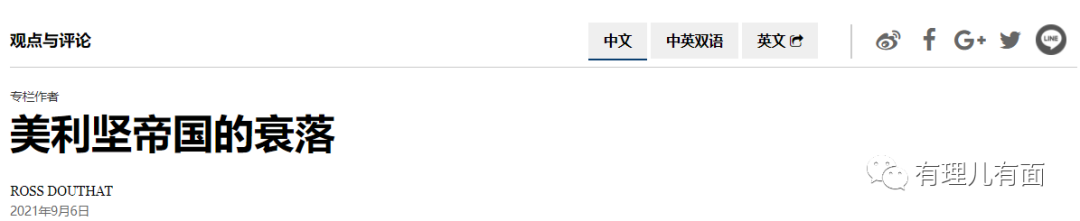 观点与评论
中文 中英双语 英文 f G+ LINE
专栏作者
美利坚帝国的衰落
ROSS DOUTHAT
2021年9月6日
有理儿有面